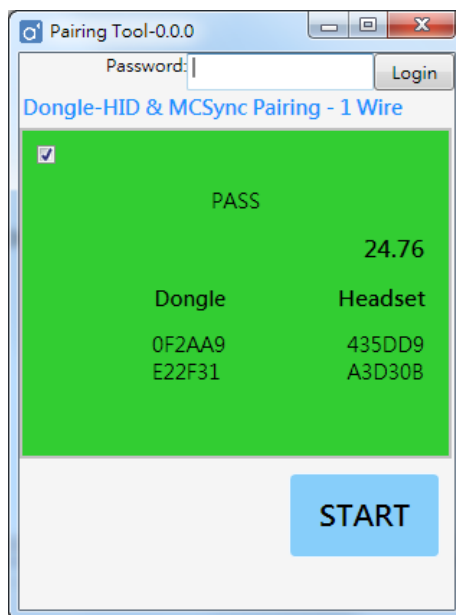 Pairing Tool-0.0.0
Password: Login
Dongle-HID & MCSync Pairing - 1 Wire
PASS
24.76
Dongle Headset
0F2AA9 435DD9
E22F31 A3D30B
START